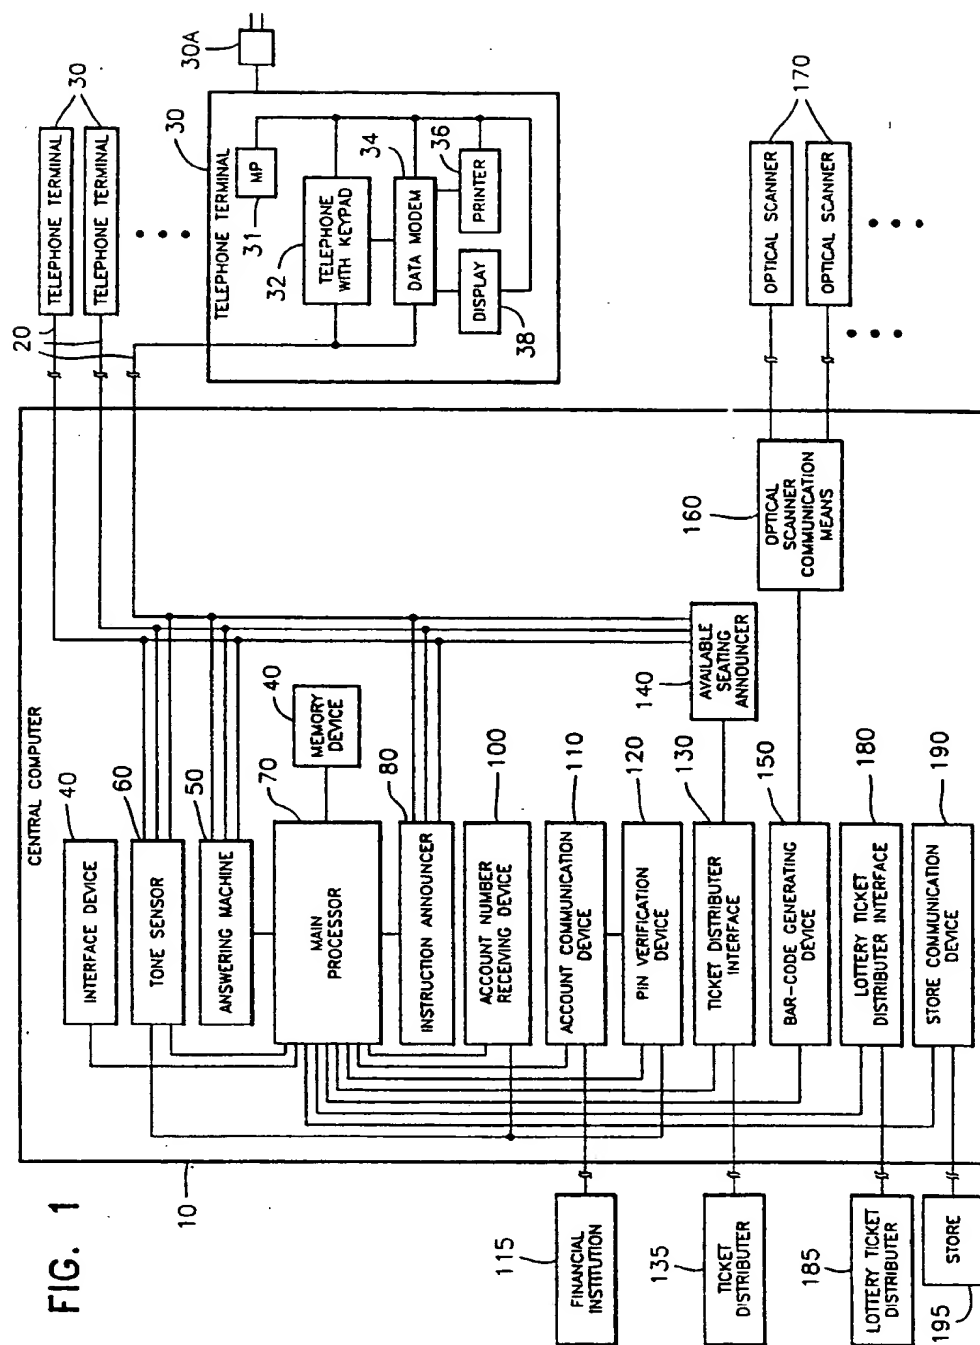 FIG. 1
10
CENTRAL COMPUTER
40
INTERFACE DEVICE
60
TONE SENSOR
50
ANSWERING MACHINE
70
MAIN
PROCESSOR
40
MEMORY
DEVICE
80
INSTRUCTION ANNOUNCER
100
ACCOUNT NUMBER
RECEIVING DEVICE
110
ACCOUNT COMMUNICATION
DEVICE
120
PIN VERIFICATION
DEVICE
130
TICKET DISTRIBUTER
INTERFACE
140
AVAILABLE
SEATING
ANNOUNCER
150
BAR-CODE GENERATING
DEVICE
160
OPTICAL
SCANNER
COMMUNICATION
MEANS
180
LOTTERY TICKET
DISTRIBUTER INTERFACE
190
STORE COMMUNICATION
DEVICE
115
FINANCIAL
INSTITUTION
135
TICKET
DISTRIBUTER
185
LOTTERY TICKET
DISTRIBUTER
195
STORE
20
TELEPHONE TERMINAL
TELEPHONE TERMINAL
30
TELEPHONE TERMINAL
30
30A
31
MP
32
TELEPHONE
WITH KEYPAD
34
DATA MODEM
36
PRINTER
38
DISPLAY
170
OPTICAL SCANNER
OPTICAL SCANNER